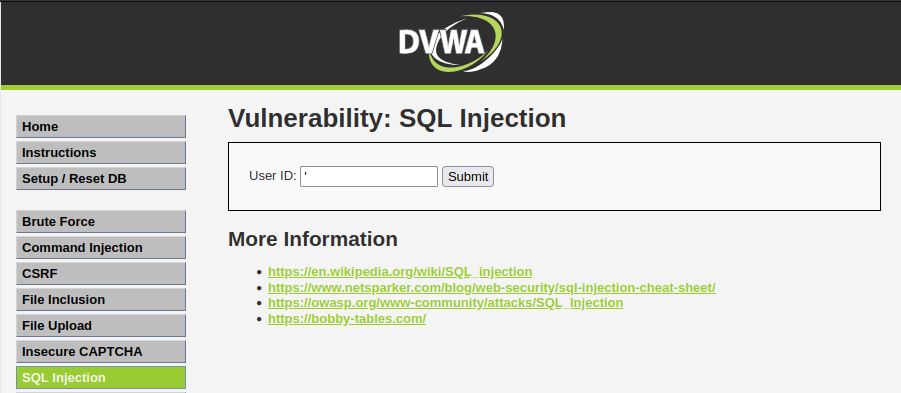 DVWA
Vulnerability: SQL Injection
Home
Instructions
Setup / Reset DB
Brute Force
Command Injection
CSRF
File Inclusion
File Upload
Insecure CAPTCHA
SQL Injection
User ID: ' Submit
More Information
• https://en.wikipedia.org/wiki/SQL_injection
• https://www.netsparker.com/blog/web-security/sql-injection-cheat-sheet/
• https://owasp.org/www-community/attacks/SQL_Injection
• https://bobby-tables.com/